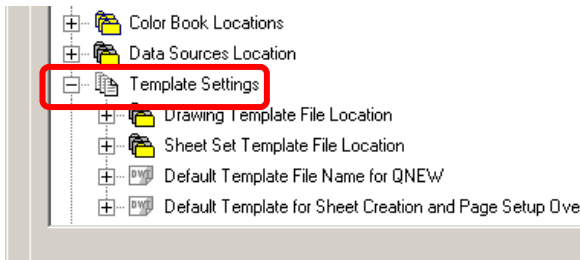 Color Book Locations
Data Sources Location
Template Settings
Drawing Template File Location
Sheet Set Template File Location
Default Template File Name for QNEW
Default Template for Sheet Creation and Page Setup Ove